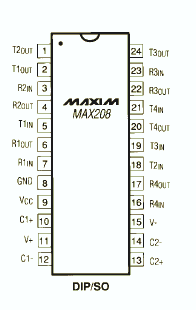 T2OUT 1 24 T3OUT
T1OUT 2 23 R3IN
R2IN 3 22 R3OUT
R2OUT 4 21 T4IN
T1IN 5 20 T4OUT
R1OUT 6 19 T3IN
R1IN 7 18 T2IN
GND 8 17 R4OUT
VCC 9 16 R4IN
C1+ 10 15 V-
V+ 11 14 C2-
C1- 12 13 C2+
MAXIM
MAX208
DIP/SO